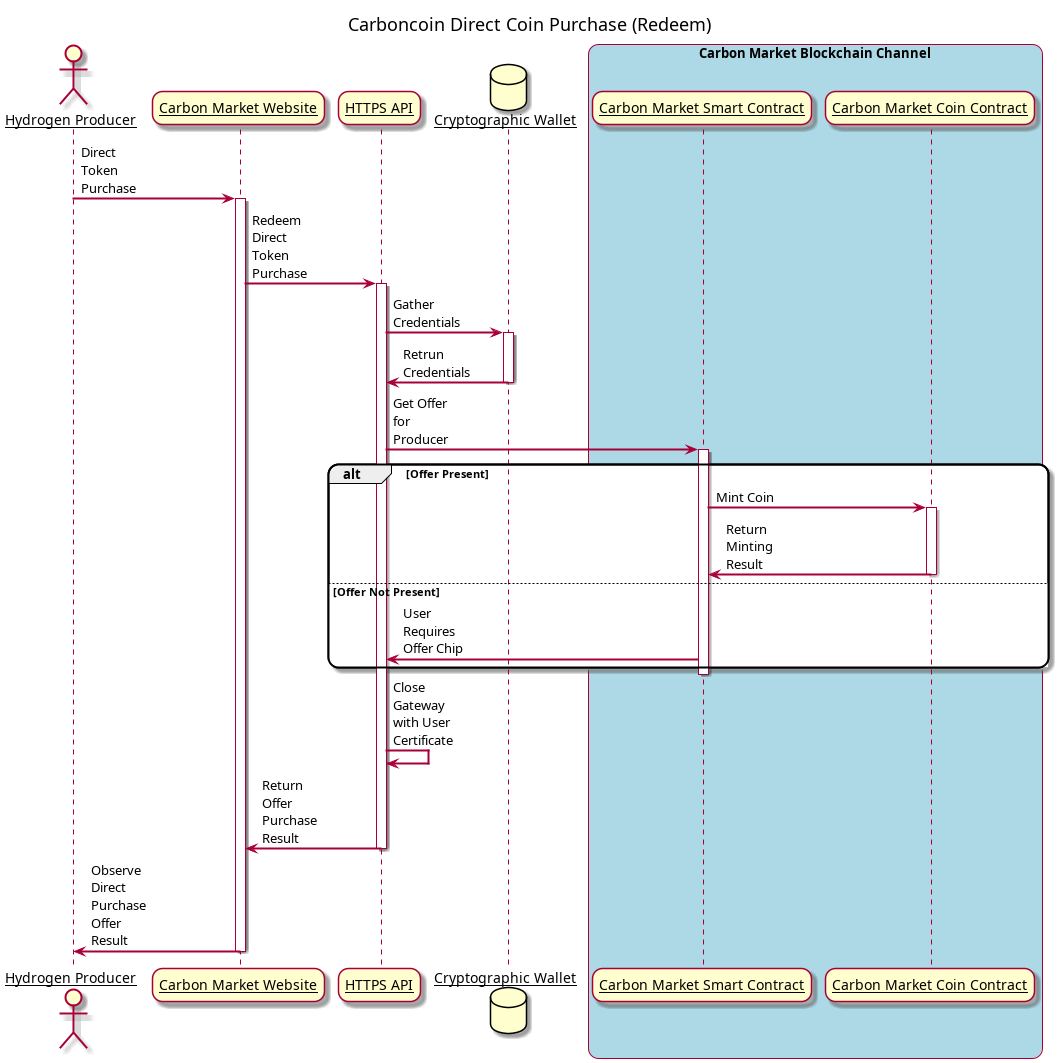 Carboncoin Direct Coin Purchase (Redeem)
Carbon Market Blockchain Channel
Hydrogen Producer
Carbon Market Website
HTTPS API
Cryptographic Wallet
Carbon Market Smart Contract
Carbon Market Coin Contract
Direct
Token
Purchase
Redeem
Direct
Token
Purchase
Gather
Credentials
Retrun
Credentials
Get Offer
for
Producer
alt
[Offer Present]
Mint Coin
Return
Minting
Result
[Offer Not Present]
User
Requires
Offer Chip
Close
Gateway
with User
Certificate
Return
Offer
Purchase
Result
Observe
Direct
Purchase
Offer
Result
Hydrogen Producer
Carbon Market Website
HTTPS API
Cryptographic Wallet
Carbon Market Smart Contract
Carbon Market Coin Contract